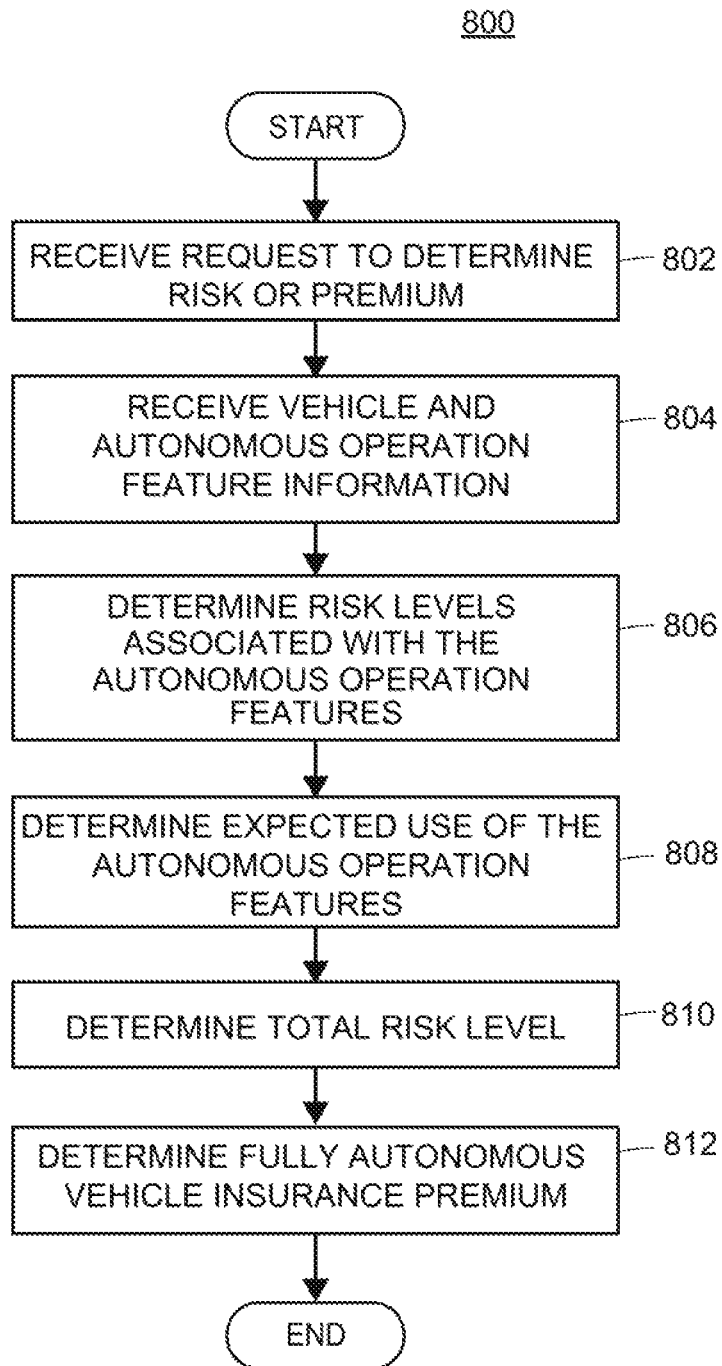 800
START
RECEIVE REQUEST TO DETERMINE
RISK OR PREMIUM
802
RECEIVE VEHICLE AND
AUTONOMOUS OPERATION
FEATURE INFORMATION
804
DETERMINE RISK LEVELS
ASSOCIATED WITH THE
AUTONOMOUS OPERATION
FEATURES
806
DETERMINE EXPECTED USE OF THE
AUTONOMOUS OPERATION
FEATURES
808
DETERMINE TOTAL RISK LEVEL
810
DETERMINE FULLY AUTONOMOUS
VEHICLE INSURANCE PREMIUM
812
END